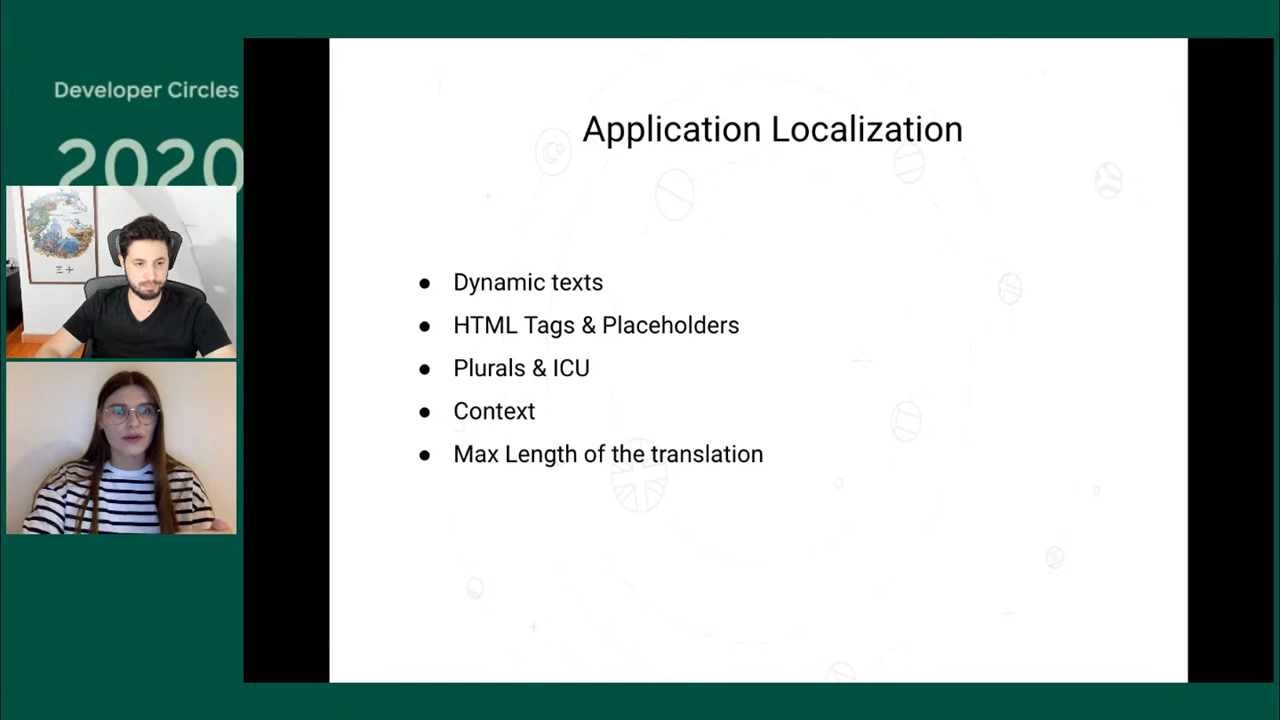 Developer Circles
2020
Application Localization
● Dynamic texts
● HTML Tags & Placeholders
● Plurals & ICU
● Context
● Max Length of the translation